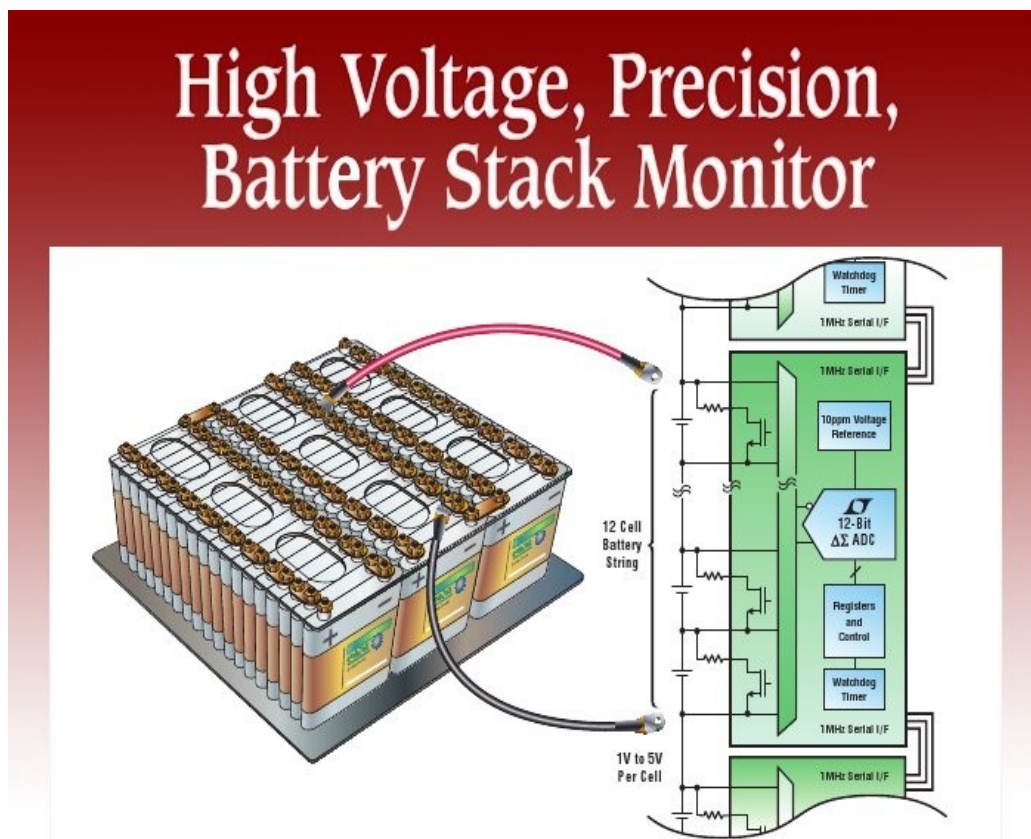 High Voltage, Precision,
Battery Stack Monitor
Watchdog
Timer
1MHz Serial I/F
1MHz Serial I/F
10ppm Voltage
Reference
12-Bit
ΔΣ ADC
12 Cell
Battery
String
Registers
and
Control
Watchdog
Timer
1MHz Serial I/F
1V to 5V
Per Cell
1MHz Serial I/F
+
−
+
−
+
−